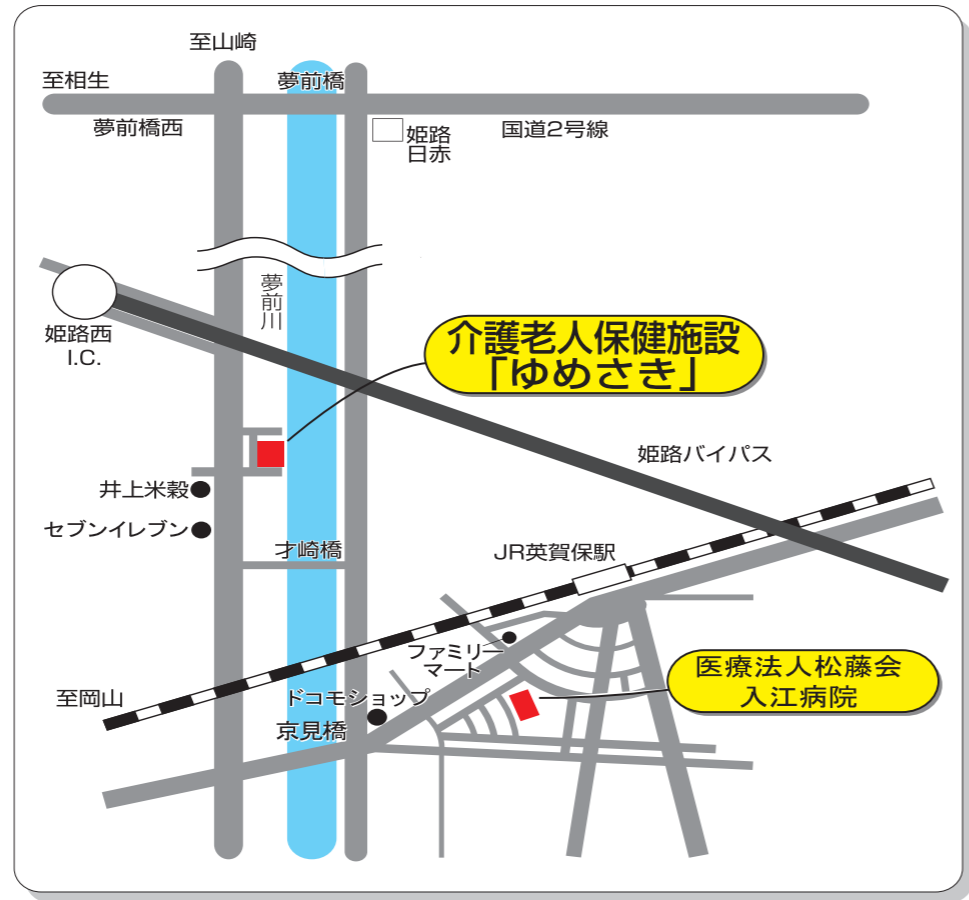 至山崎
至相生
夢前橋
夢前橋西
姫路
日赤
国道2号線
夢前川
姫路西
I.C.
介護老人保健施設
「ゆめさき」
姫路バイパス
井上米穀
セブンイレブン
才崎橋
JR英賀保駅
ファミリー
マート
医療法人松藤会
入江病院
至岡山
ドコモショップ
京見橋